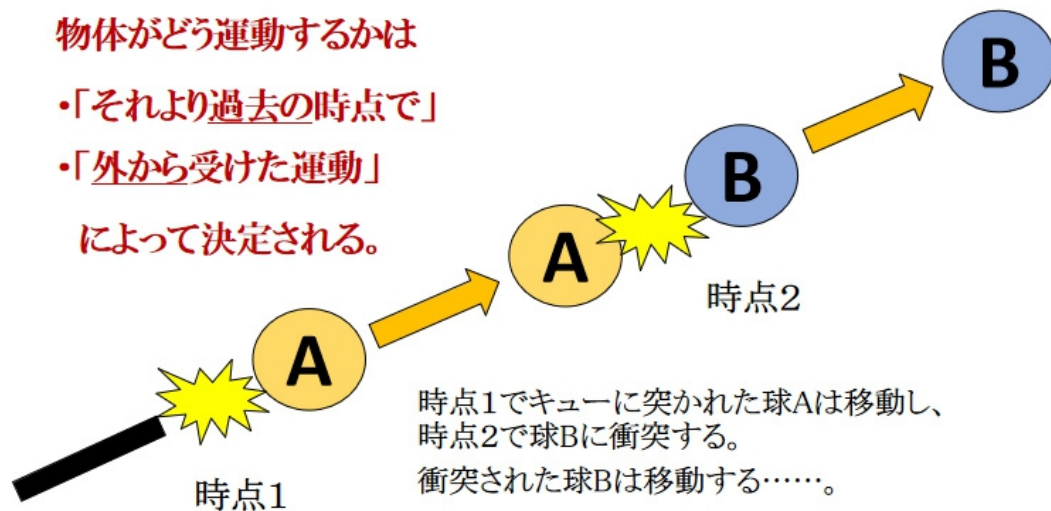 物体がどう運動するかは
・「それより過去の時点で」
・「外から受けた運動」
によって決定される。
B
B
A
時点2
A
時点1でキューに突かれた球Aは移動し、
時点2で球Bに衝突する。
衝突された球Bは移動する……。
時点1